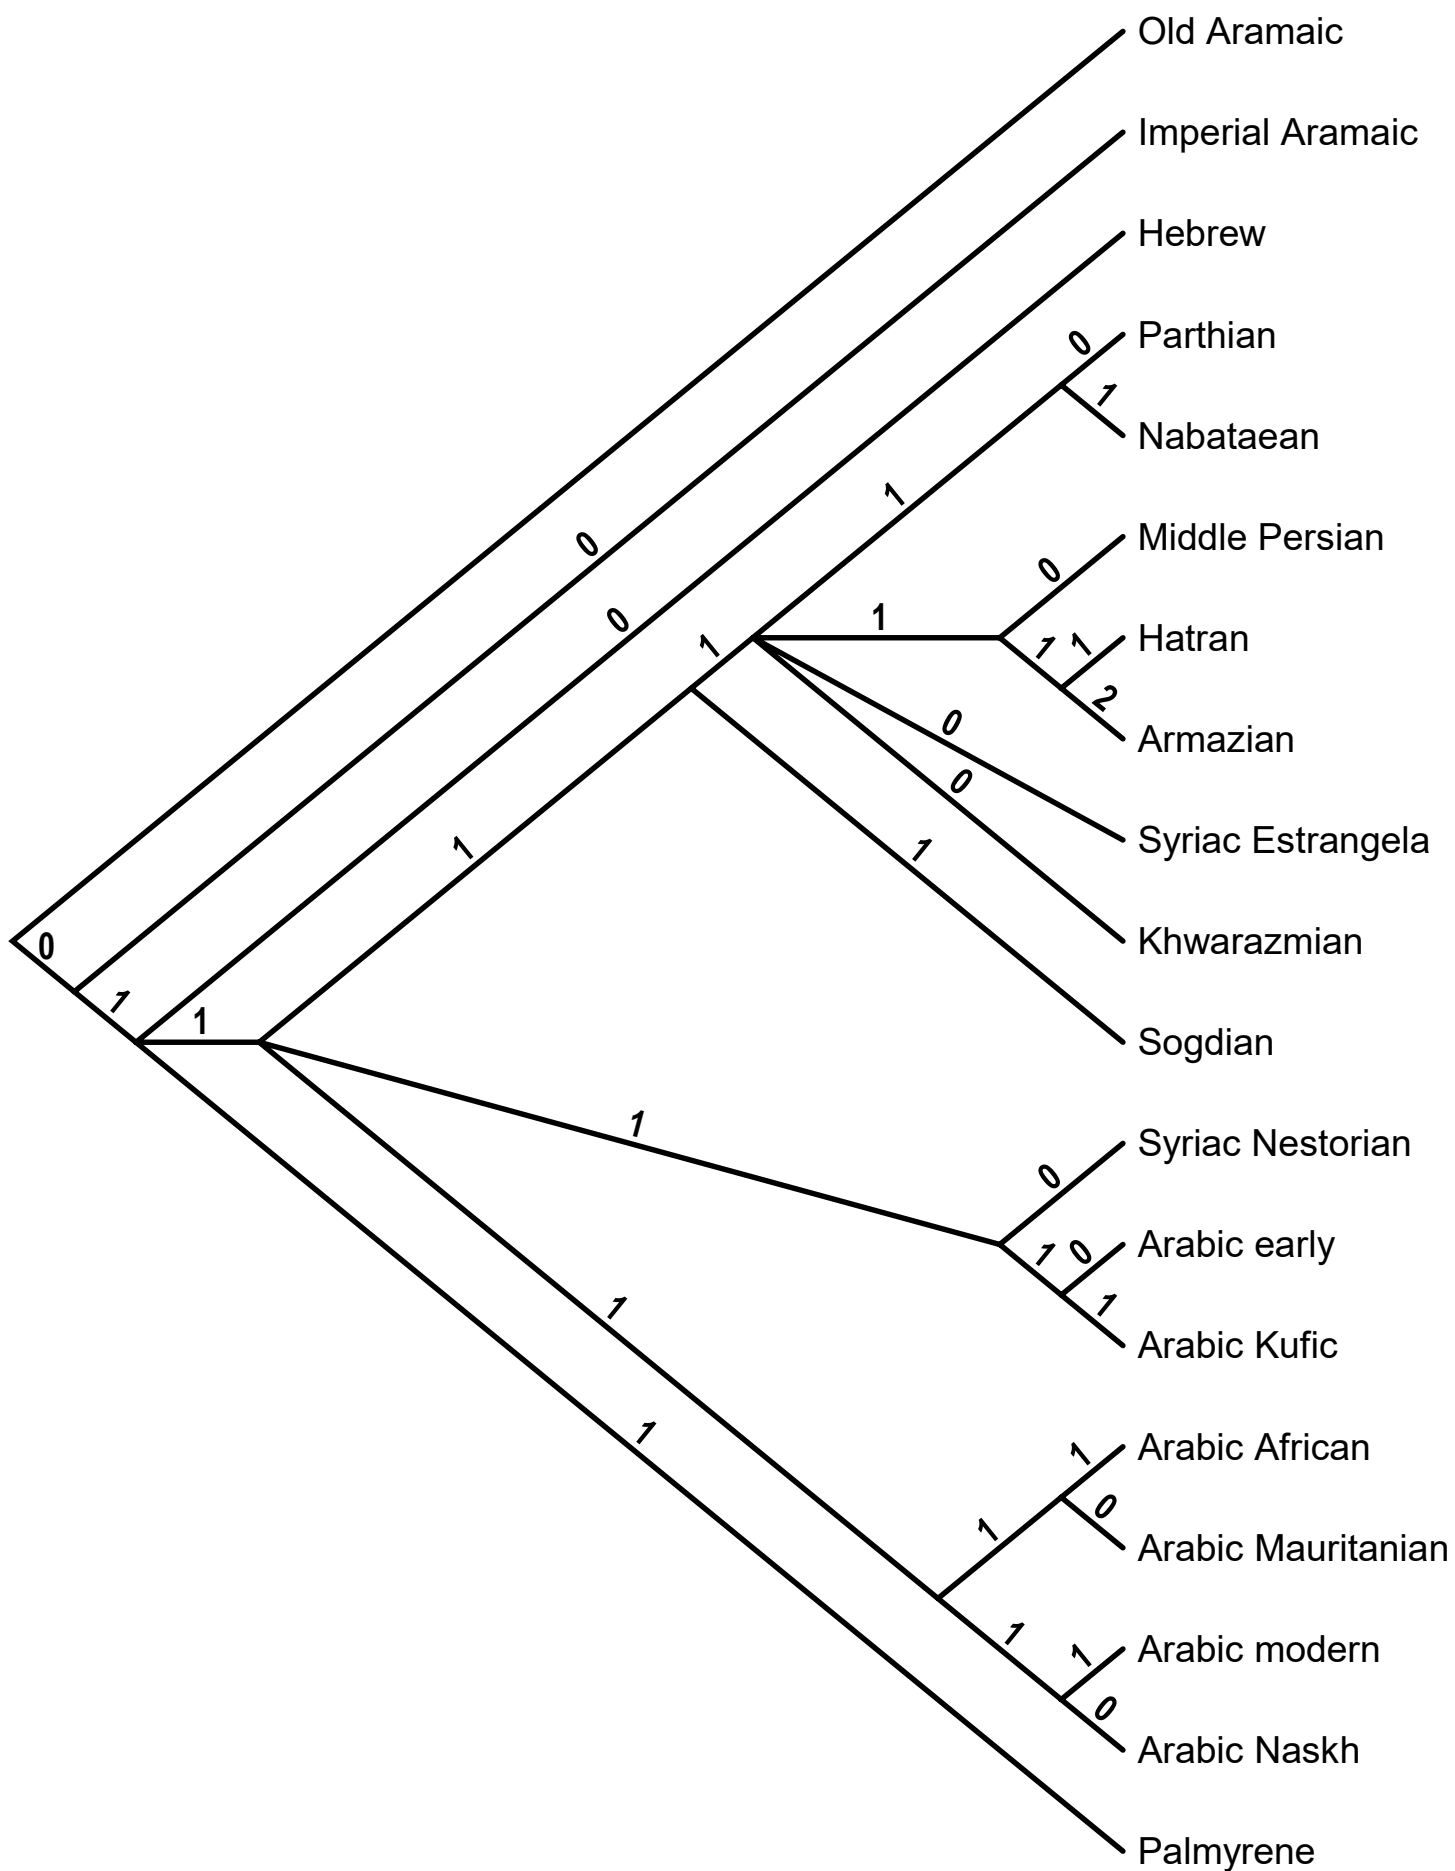 Old Aramaic
Imperial Aramaic
Hebrew
0 Parthian
1
Nabataean
1
0 Middle Persian
0
1
0
1 1 1 Hatran
2
0
Armazian
0
1
1 Syriac Estrangela
0 Khwarazmian
1
1 Sogdian
1
0 Syriac Nestorian
1 0 Arabic early
1
1 Arabic Kufic
1
1 Arabic African
0
1
Arabic Mauritanian
1 1 Arabic modern
0
Arabic Naskh
Palmyrene